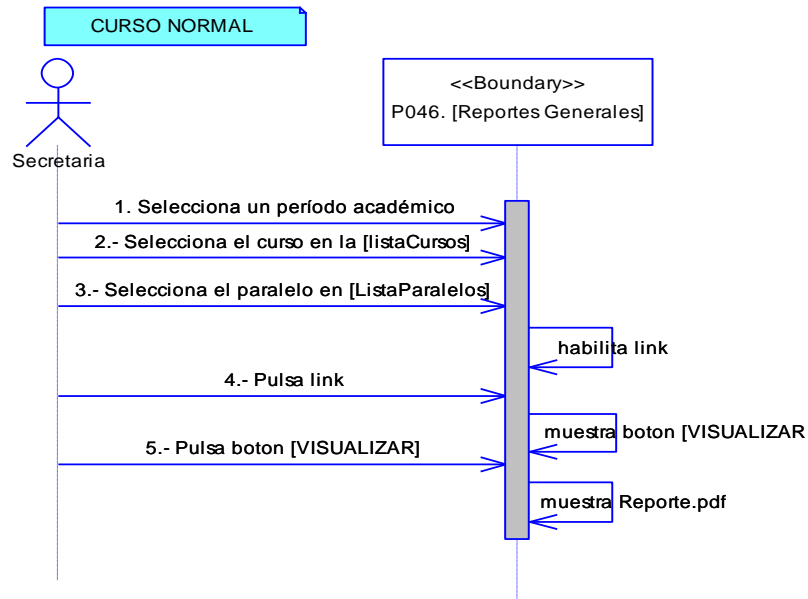 CURSO NORMAL
<<Boundary>>
P046. [Reportes Generales]
Secretaria
1. Selecciona un período académico
2.- Selecciona el curso en la [listaCursos]
3.- Selecciona el paralelo en [ListaParalelos]
habilita link
4.- Pulsa link
muestra boton [VISUALIZAR
5.- Pulsa boton [VISUALIZAR]
muestra Reporte.pdf